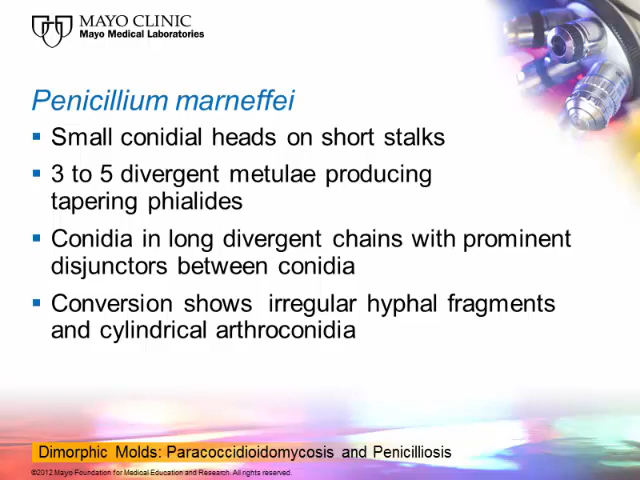 MAYO CLINIC
Mayo Medical Laboratories
Penicillium marneffei
▪ Small conidial heads on short stalks
▪ 3 to 5 divergent metulae producing
tapering phialides
▪ Conidia in long divergent chains with prominent
disjunctors between conidia
▪ Conversion shows irregular hyphal fragments
and cylindrical arthroconidia
Dimorphic Molds: Paracoccidioidomycosis and Penicilliosis
©2012 Mayo Foundation for Medical Education and Research. All rights reserved.